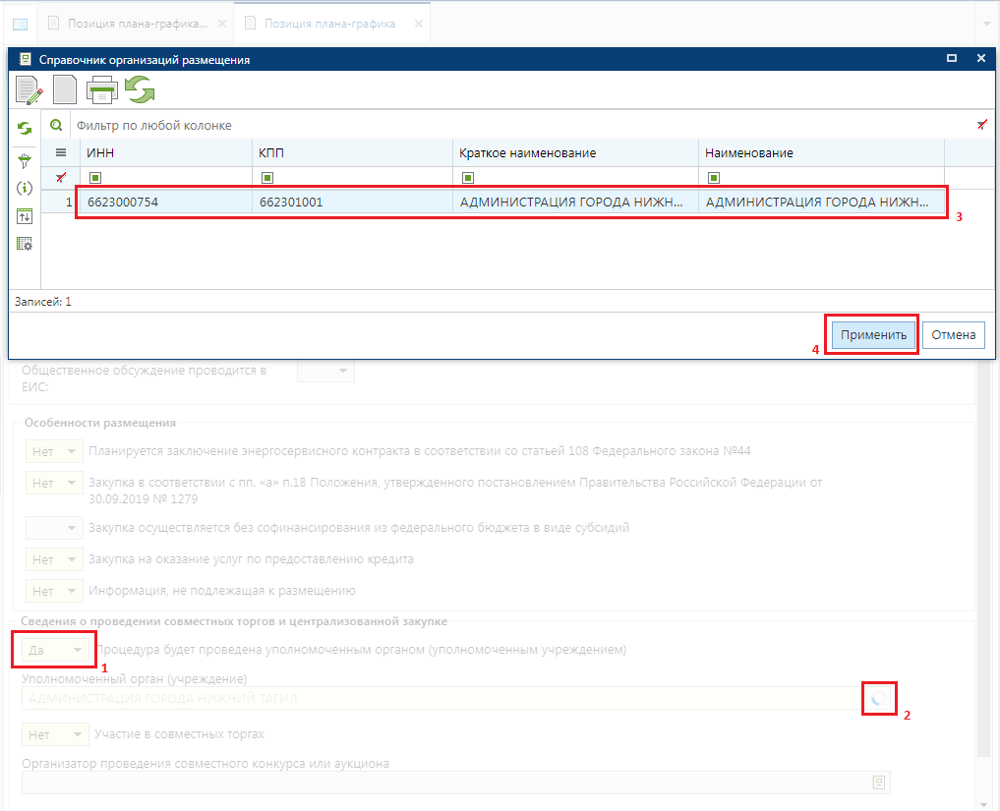 Позиция плана-графика...
Позиция плана-графика
Справочник организаций размещения
Фильтр по любой колонке
ИНН КПП Краткое наименование Наименование
1 6623000754 662301001 АДМИНИСТРАЦИЯ ГОРОДА НИЖН... АДМИНИСТРАЦИЯ ГОРОДА НИЖН...
3
Записей: 1
4 Применить Отмена
Общественное обсуждение проводится в
ЕИС:
Особенности размещения
Нет Планируется заключение энергосервисного контракта в соответствии со статьей 108 Федерального закона №44
Нет Закупка в соответствии с пп. «а» п.18 Положения, утвержденного постановлением Правительства Российской Федерации от
30.09.2019 № 1279
Закупка осуществляется без софинансирования из федерального бюджета в виде субсидий
Нет Закупка на оказание услуг по предоставлению кредита
Нет Информация, не подлежащая к размещению
Сведения о проведении совместных торгов и централизованной закупке
Да Процедура будет проведена уполномоченным органом (уполномоченным учреждением)
1
Уполномоченный орган (учреждение)
АДМИНИСТРАЦИЯ ГОРОДА НИЖНИЙ ТАГИЛ
2
Нет Участие в совместных торгах
Организатор проведения совместного конкурса или аукциона